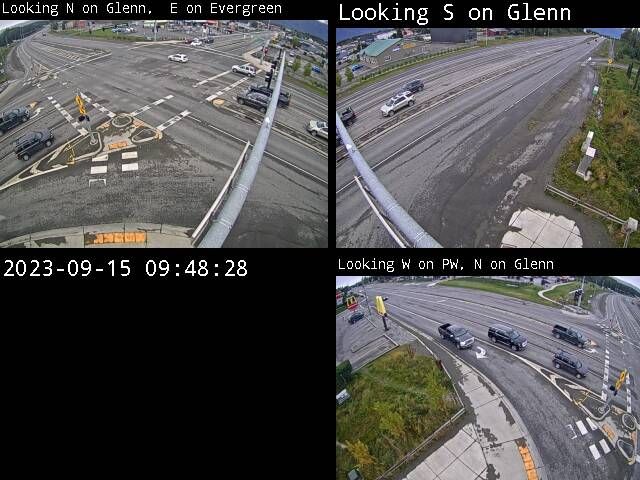 Looking N on Glenn,  E on Evergreen
Looking S on Glenn
2023-09-15 09:48:28
Looking W on PW, N on Glenn